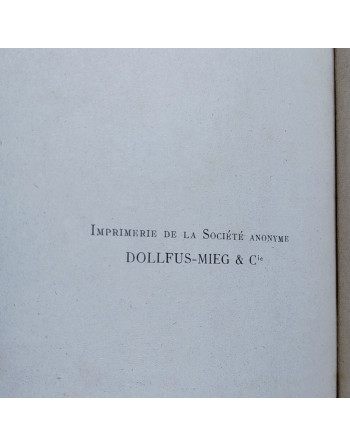 Imprimerie de la Société anonyme
DOLLFUS-MIEG & Cie